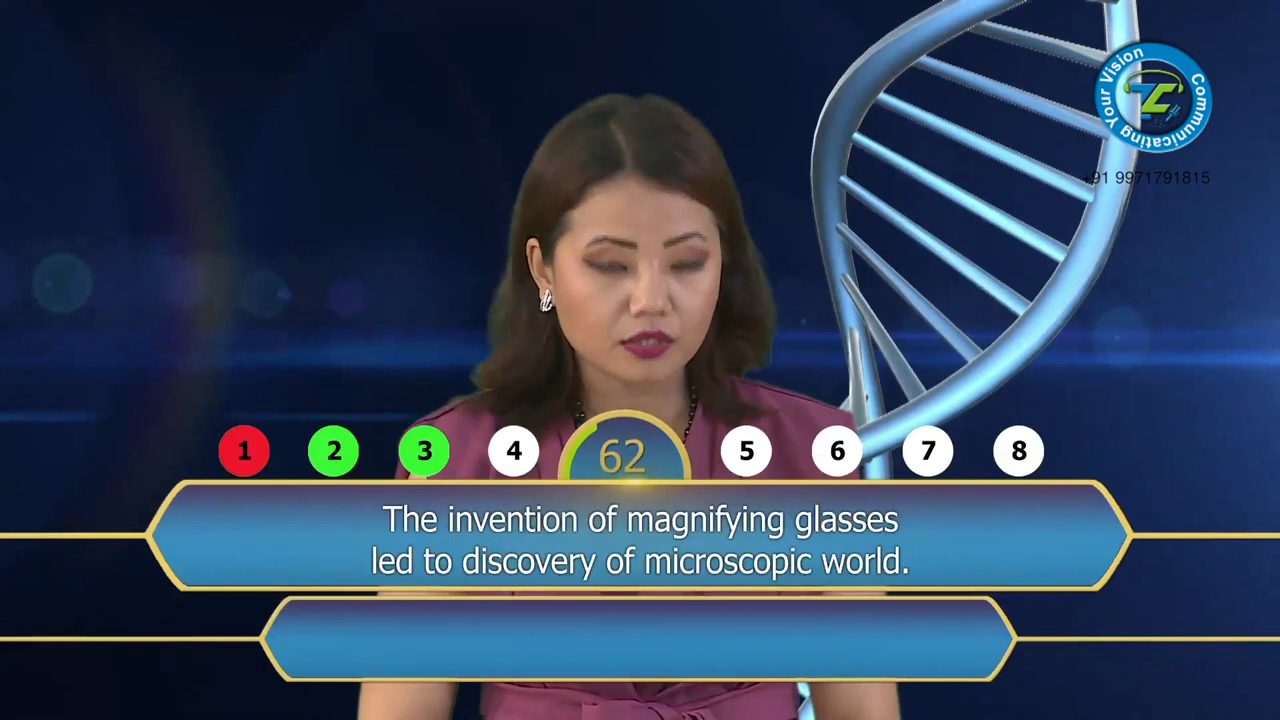 Communicating Your Vision
+91 9971791815
1 2 3 4 62 5 6 7 8
The invention of magnifying glasses
led to discovery of microscopic world.